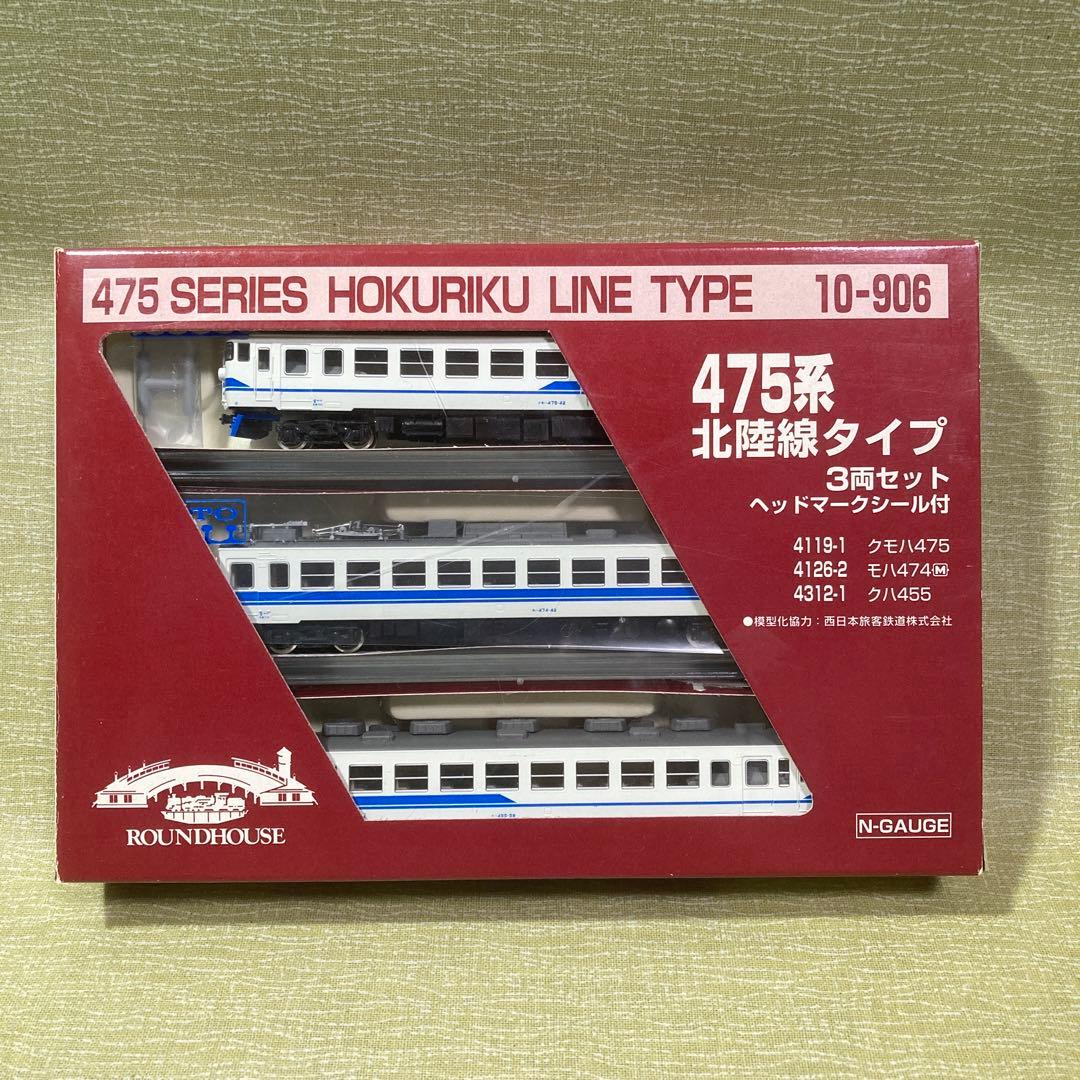 475 SERIES HOKURIKU LINE TYPE 10-906
475系
北陸線タイプ
3両セット
ヘッドマークシール付
4119-1 クモハ475
4126-2 モハ474M
4312-1 クハ455
●模型化協力：西日本旅客鉄道株式会社
ROUNDHOUSE
N-GAUGE